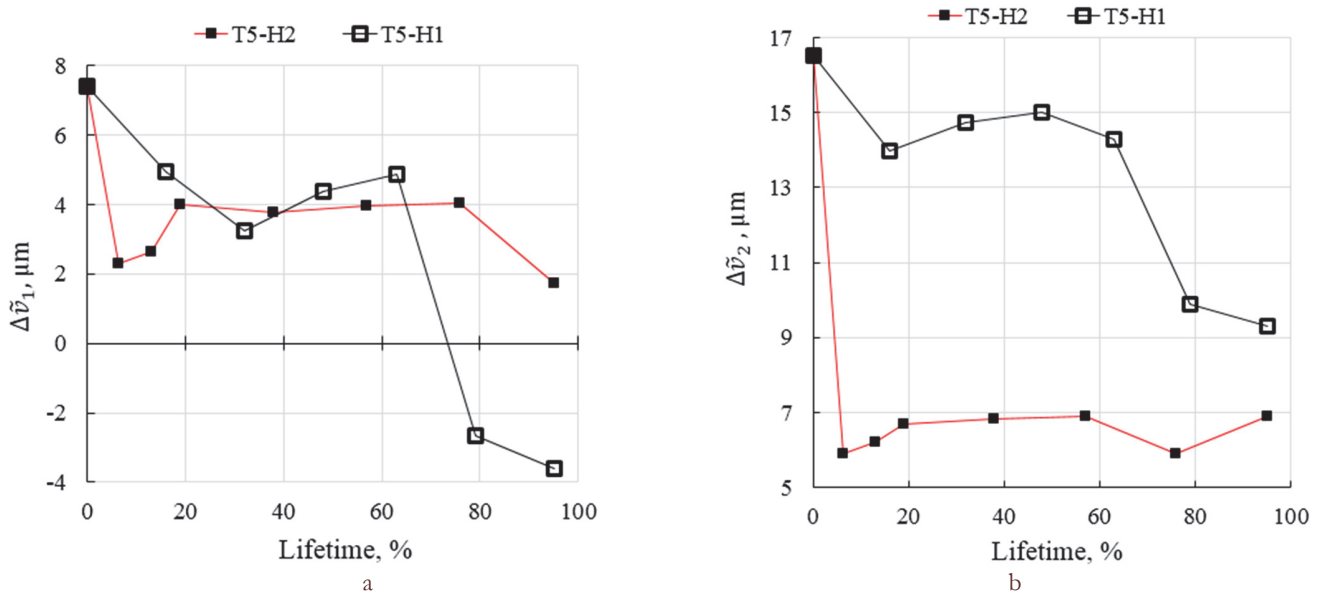 T5-H2 T5-H1
8
6
4
2
0
-2
-4
Δṽ₁, μm
0 20 40 60 80 100
Lifetime, %
a
T5-H2 T5-H1
17
15
13
11
9
7
5
Δṽ₂, μm
0 20 40 60 80 100
Lifetime, %
b